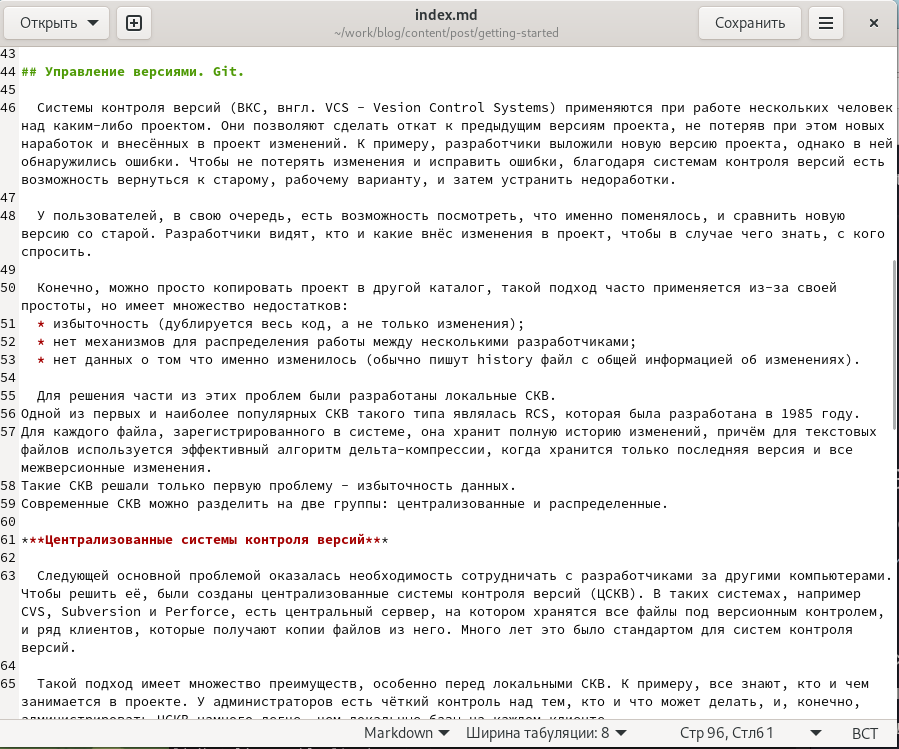 Открыть
index.md
~/work/blog/content/post/getting-started
Сохранить
43
44 ## Управление версиями. Git.
45
46 Системы контроля версий (ВКС, внгл. VCS - Vesion Control Systems) применяются при работе нескольких человек
над каким-либо проектом. Они позволяют сделать откат к предыдущим версиям проекта, не потеряв при этом новых
наработок и внесённых в проект изменений. К примеру, разработчики выложили новую версию проекта, однако в ней
обнаружились ошибки. Чтобы не потерять изменения и исправить ошибки, благодаря системам контроля версий есть
возможность вернуться к старому, рабочему варианту, и затем устранить недоработки.
47
48 У пользователей, в свою очередь, есть возможность посмотреть, что именно поменялось, и сравнить новую
версию со старой. Разработчики видят, кто и какие внёс изменения в проект, чтобы в случае чего знать, с кого
спросить.
49
50 Конечно, можно просто копировать проект в другой каталог, такой подход часто применяется из-за своей
простоты, но имеет множество недостатков:
51 * избыточность (дублируется весь код, а не только изменения);
52 * нет механизмов для распределения работы между несколькими разработчиками;
53 * нет данных о том что именно изменилось (обычно пишут history файл с общей информацией об изменениях).
54
55 Для решения части из этих проблем были разработаны локальные СКВ.
56 Одной из первых и наиболее популярных СКВ такого типа являлась RCS, которая была разработана в 1985 году.
57 Для каждого файла, зарегистрированного в системе, она хранит полную историю изменений, причём для текстовых
файлов используется эффективный алгоритм дельта-компрессии, когда хранится только последняя версия и все
межверсионные изменения.
58 Такие СКВ решали только первую проблему - избыточность данных.
59 Современные СКВ можно разделить на две группы: централизованные и распределенные.
60
61 ***Централизованные системы контроля версий***
62
63 Следующей основной проблемой оказалась необходимость сотрудничать с разработчиками за другими компьютерами.
Чтобы решить её, были созданы централизованные системы контроля версий (ЦСКВ). В таких системах, например
CVS, Subversion и Perforce, есть центральный сервер, на котором хранятся все файлы под версионным контролем,
и ряд клиентов, которые получают копии файлов из него. Много лет это было стандартом для систем контроля
версий.
64
65 Такой подход имеет множество преимуществ, особенно перед локальными СКВ. К примеру, все знают, кто и чем
занимается в проекте. У администраторов есть чёткий контроль над тем, кто и что может делать, и, конечно,
администрировать ЦСКВ намного легче, чем локальные базы на каждом клиенте.
Markdown Ширина табуляции: 8 Стр 96, Стлб 1 ВСТ